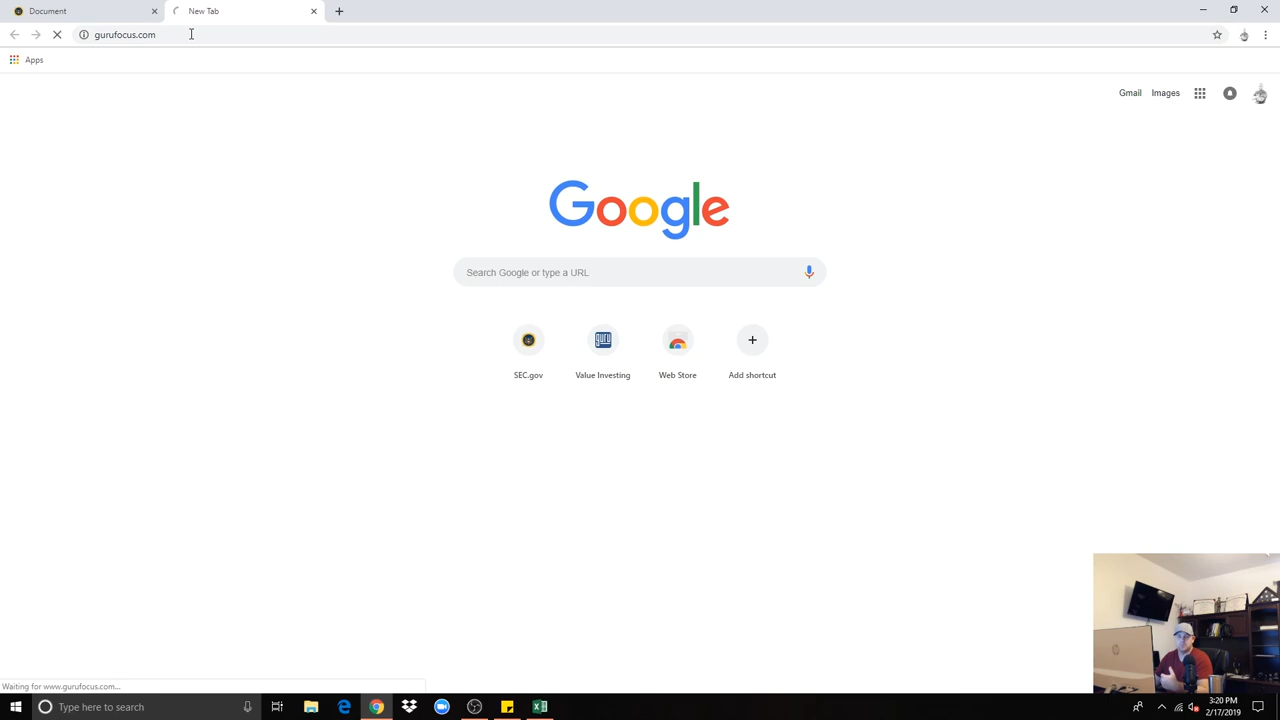 Document
New Tab
gurufocus.com
Apps
Gmail
Images
Google
Search Google or type a URL
guru
SEC.gov
Value Investing
Web Store
Add shortcut
Waiting for www.gurufocus.com...
Type here to search
3:20 PM
2/17/2019